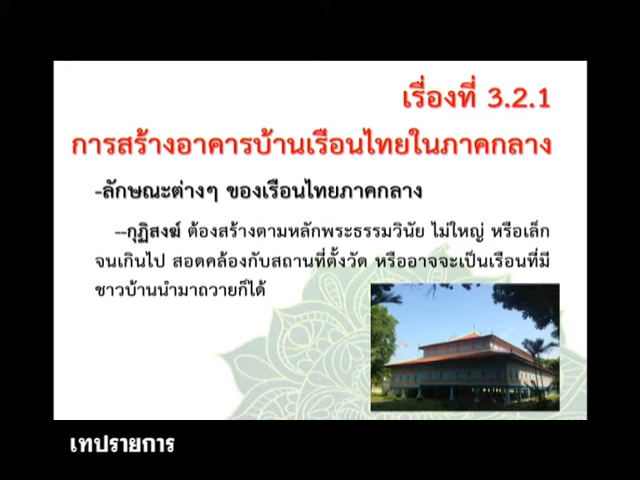 เรื่องที่ 3.2.1
การสร้างอาคารบ้านเรือนไทยในภาคกลาง
-ลักษณะต่างๆ ของเรือนไทยภาคกลาง
--กุฏิสงฆ์ ต้องสร้างตามหลักพระธรรมวินัย ไม่ใหญ่ หรือเล็ก
จนเกินไป สอดคล้องกับสถานที่ตั้งวัด หรืออาจจะเป็นเรือนที่มี
ชาวบ้านนำมาถวายก็ได้
เทปรายการ